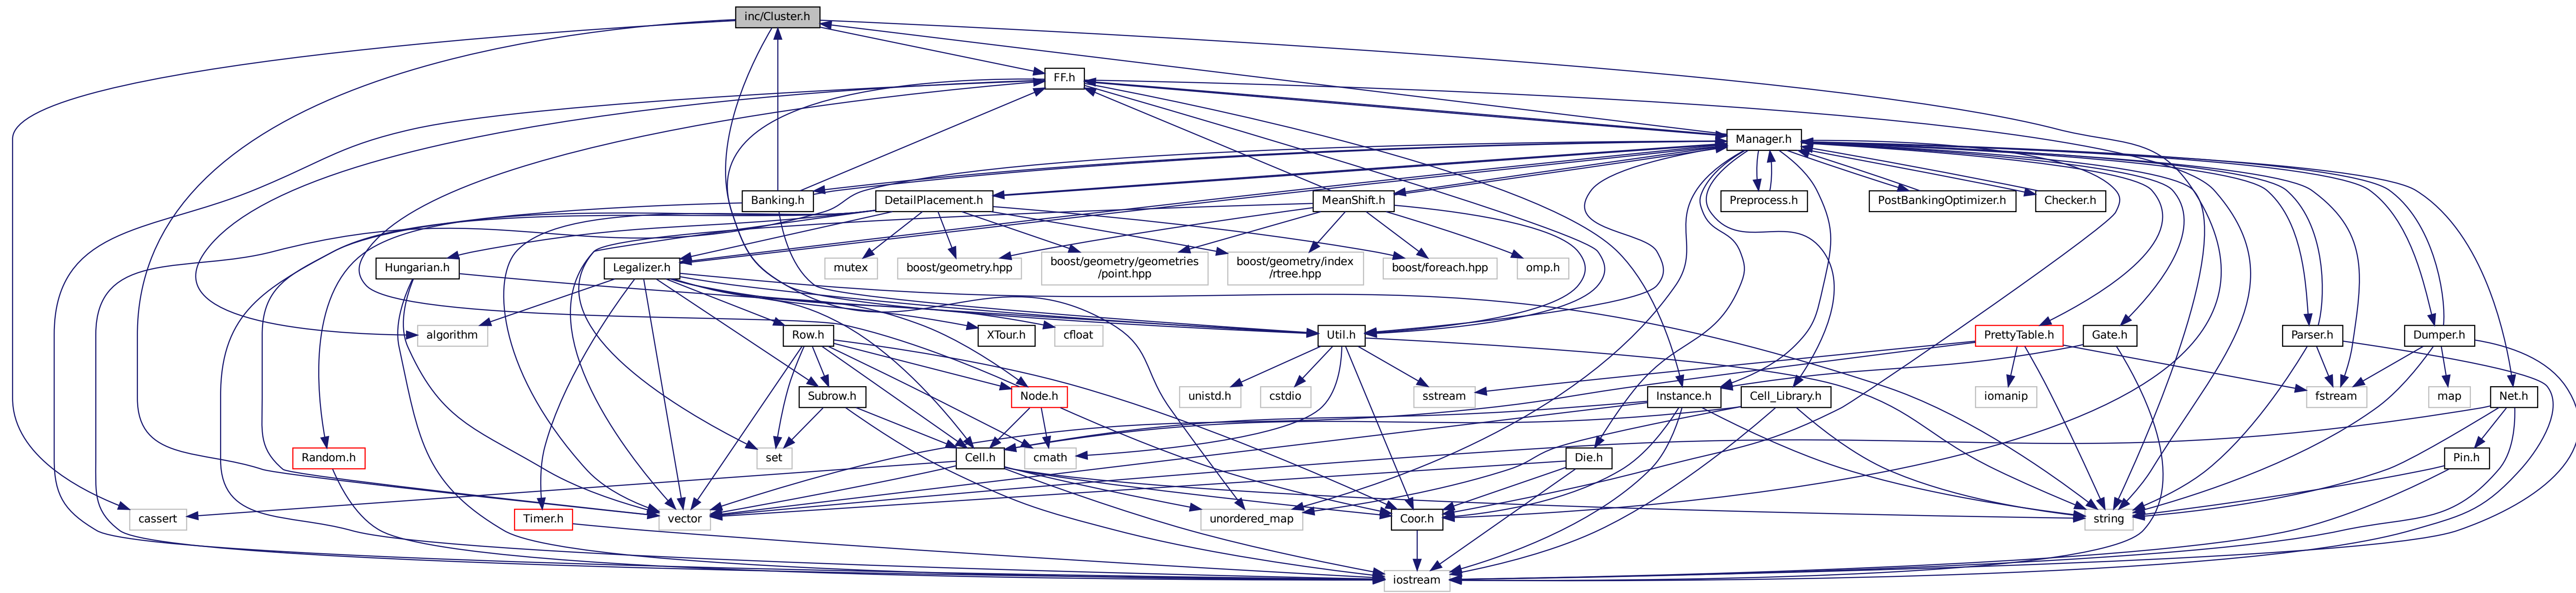 inc/Cluster.h
FF.h
Manager.h
Banking.h
DetailPlacement.h
MeanShift.h
Preprocess.h
PostBankingOptimizer.h
Checker.h
Hungarian.h
Legalizer.h
mutex
boost/geometry.hpp
boost/geometry/geometries
/point.hpp
boost/geometry/index
/rtree.hpp
boost/foreach.hpp
omp.h
algorithm
Row.h
XTour.h
cfloat
Util.h
PrettyTable.h
Gate.h
Parser.h
Dumper.h
Subrow.h
Node.h
unistd.h
cstdio
sstream
Instance.h
Cell_Library.h
iomanip
fstream
map
Net.h
Random.h
set
Cell.h
cmath
Die.h
Pin.h
cassert
Timer.h
vector
unordered_map
Coor.h
string
iostream